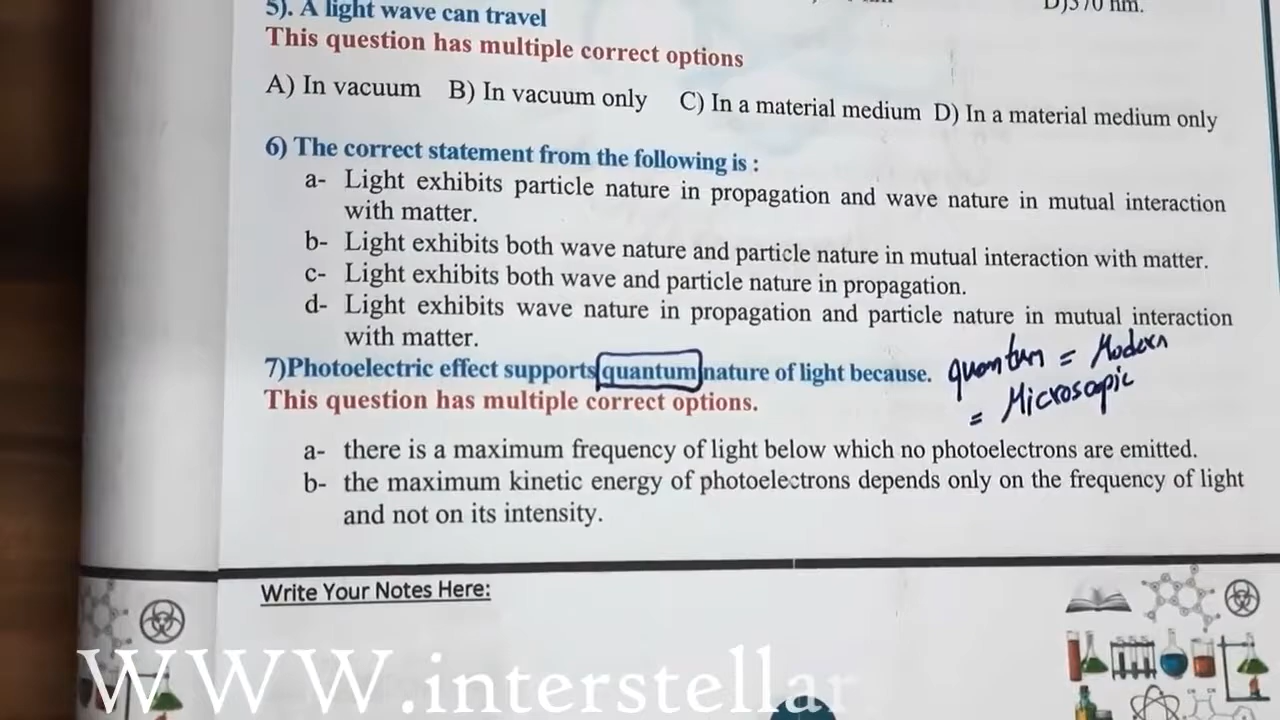 D)370 nm.
5). A light wave can travel
This question has multiple correct options
A) In vacuum B) In vacuum only C) In a material medium D) In a material medium only
6) The correct statement from the following is :
a- Light exhibits particle nature in propagation and wave nature in mutual interaction
with matter.
b- Light exhibits both wave nature and particle nature in mutual interaction with matter.
c- Light exhibits both wave and particle nature in propagation.
d- Light exhibits wave nature in propagation and particle nature in mutual interaction
with matter.
7)Photoelectric effect supports quantum nature of light because.
quantum = Modern
= Microsopic
This question has multiple correct options.
a- there is a maximum frequency of light below which no photoelectrons are emitted.
b- the maximum kinetic energy of photoelectrons depends only on the frequency of light
and not on its intensity.
Write Your Notes Here:
WWW.interstellar